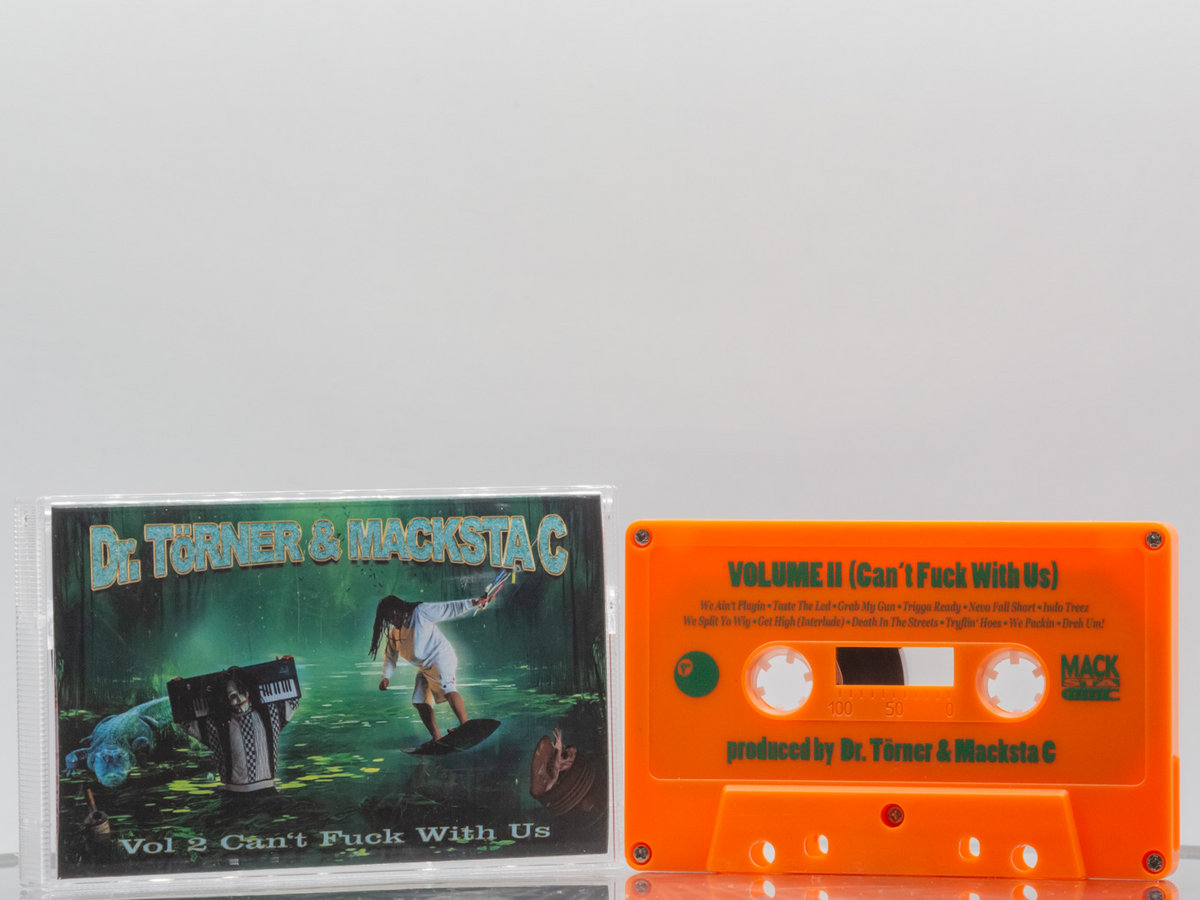 Dr. TÖRNER & MACKSTA C
Vol 2 Can't Fuck With Us
VOLUME II (Can't Fuck With Us)
We Ain't Playin • Taste The Led • Grab My Gun • Trigga Ready • Neva Fall Short • Indo Treez
We Split Yo Wig • Get High (Interlude) • Death In The Streets • Tryflin' Hoes • We Packin • Dreh Um!
MACK
STA
100 50 0
produced by Dr. Törner & Macksta C